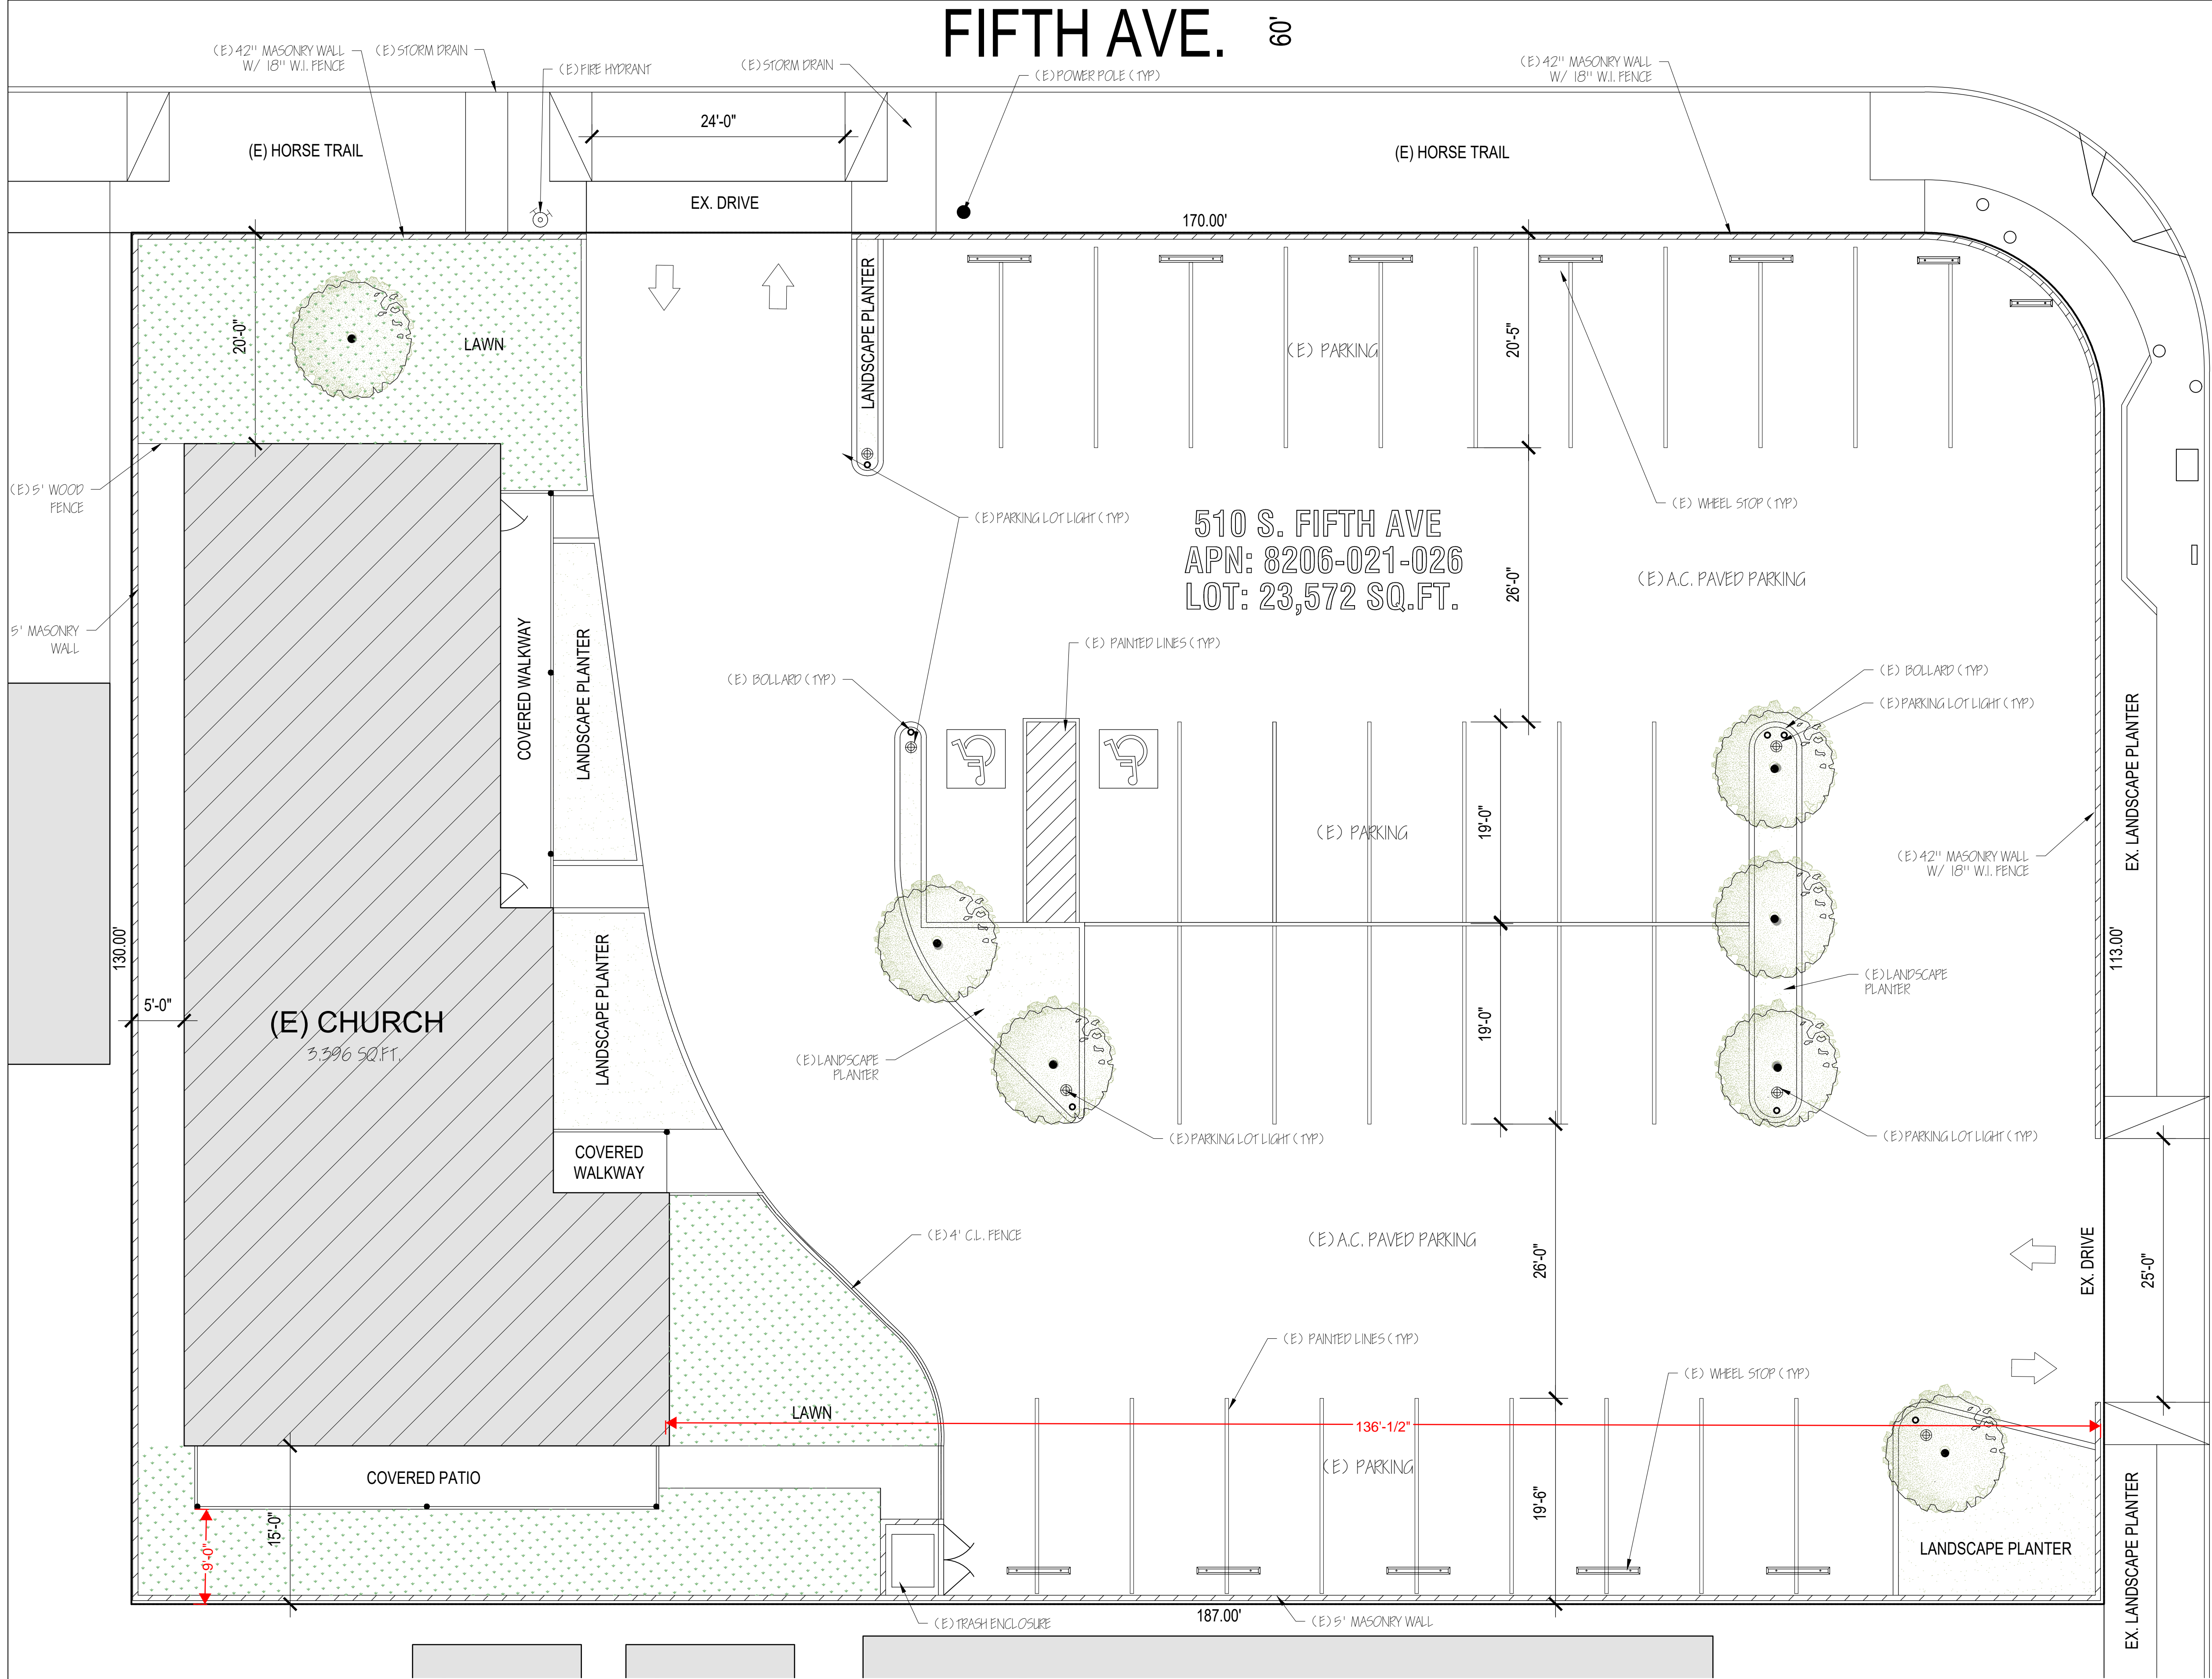 FIFTH AVE.
60'
(E) 42" MASONRY WALL
W/ 18" W.I. FENCE
(E) STORM DRAIN
(E) FIRE HYDRANT
(E) STORM DRAIN
(E) POWER POLE (TYP)
(E) 42" MASONRY WALL
W/ 18" W.I. FENCE
24'-0"
(E) HORSE TRAIL
(E) HORSE TRAIL
EX. DRIVE
170.00'
20'-0"
LAWN
LANDSCAPE PLANTER
(E) PARKING
20'-5"
(E) 5' WOOD
FENCE
(E) PARKING LOT LIGHT (TYP)
(E) WHEEL STOP (TYP)
510 S. FIFTH AVE
APN: 8206-021-026
LOT: 23,572 SQ.FT.
26'-0"
(E) A.C. PAVED PARKING
5' MASONRY
WALL
COVERED WALKWAY
LANDSCAPE PLANTER
(E) PAINTED LINES (TYP)
(E) BOLLARD (TYP)
(E) BOLLARD (TYP)
(E) PARKING LOT LIGHT (TYP)
EX. LANDSCAPE PLANTER
(E) PARKING
19'-0"
(E) 42" MASONRY WALL
W/ 18" W.I. FENCE
130.00'
113.00'
LANDSCAPE PLANTER
(E) LANDSCAPE
PLANTER
5'-0"
(E) CHURCH
3.396 SQ.FT.
19'-0"
(E) LANDSCAPE
PLANTER
(E) PARKING LOT LIGHT (TYP)
(E) PARKING LOT LIGHT (TYP)
COVERED
WALKWAY
(E) 4' C.L. FENCE
(E) A.C. PAVED PARKING
26'-0"
EX. DRIVE
25'-0"
(E) PAINTED LINES (TYP)
(E) WHEEL STOP (TYP)
LAWN
136'-1/2"
(E) PARKING
COVERED PATIO
19'-6"
15'-0"
9'-0"
LANDSCAPE PLANTER
EX. LANDSCAPE PLANTER
187.00'
(E) TRASH ENCLOSURE
(E) 5' MASONRY WALL